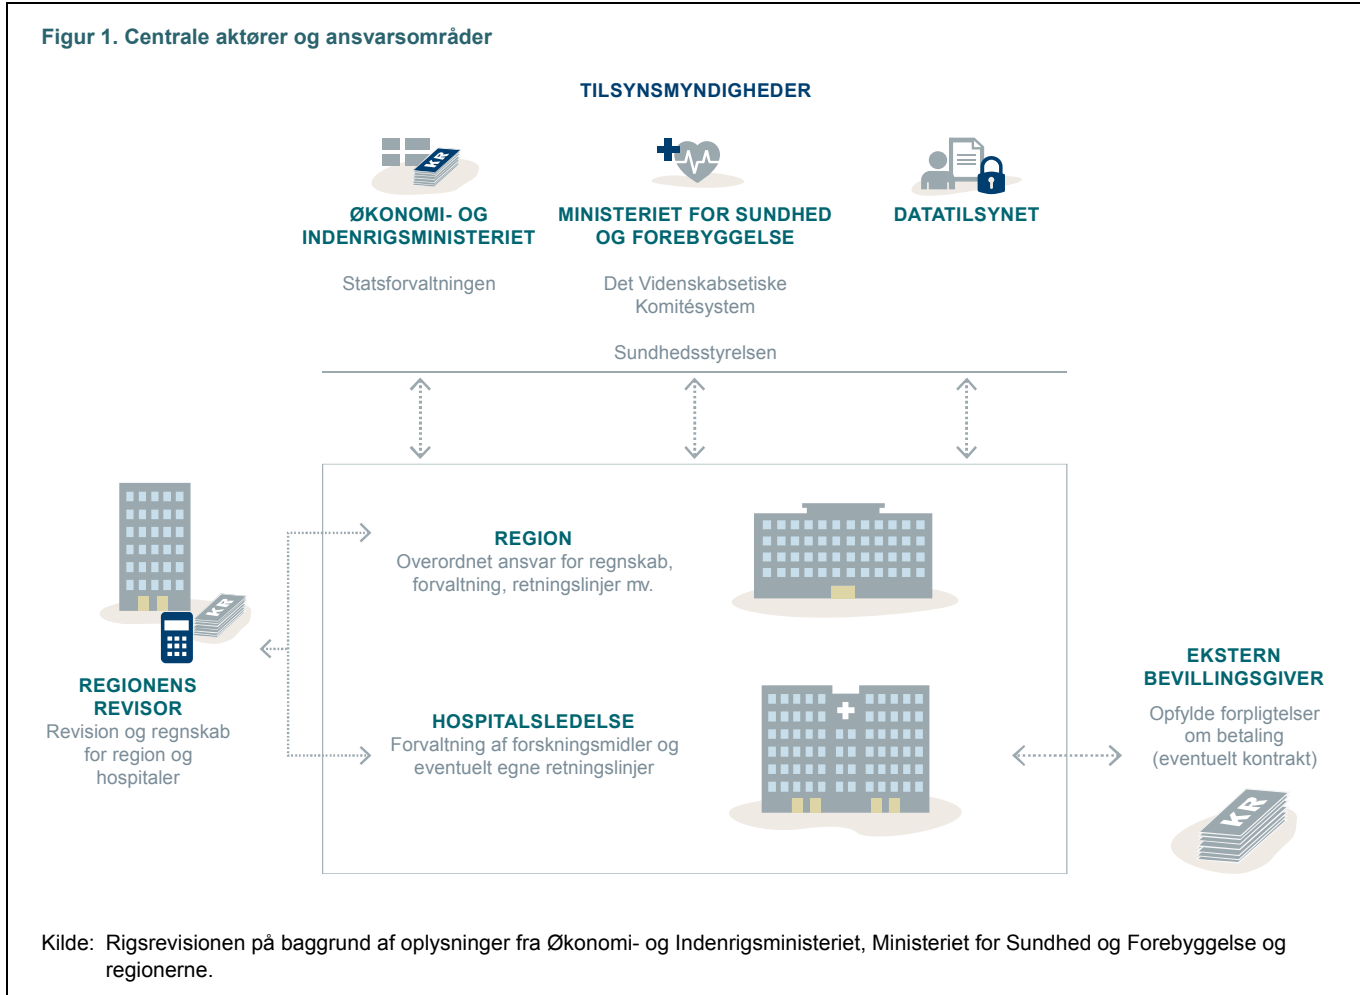 Figur 1. Centrale aktører og ansvarsområder
TILSYNSMYNDIGHEDER
KR
ØKONOMI- OG
INDENRIGSMINISTERIET
Statsforvaltningen
MINISTERIET FOR SUNDHED
OG FOREBYGGELSE
Det Videnskabsetiske
Komitésystem
Sundhedsstyrelsen
DATATILSYNET
KR
REGIONENS
REVISOR
Revision og regnskab
for region og
hospitaler
REGION
Overordnet ansvar for regnskab,
forvaltning, retningslinjer mv.
HOSPITALSLEDELSE
Forvaltning af forskningsmidler og
eventuelt egne retningslinjer
EKSTERN
BEVILLINGSGIVER
Opfylde forpligtelser
om betaling
(eventuelt kontrakt)
KR
Kilde: Rigsrevisionen på baggrund af oplysninger fra Økonomi- og Indenrigsministeriet, Ministeriet for Sundhed og Forebyggelse og
regionerne.